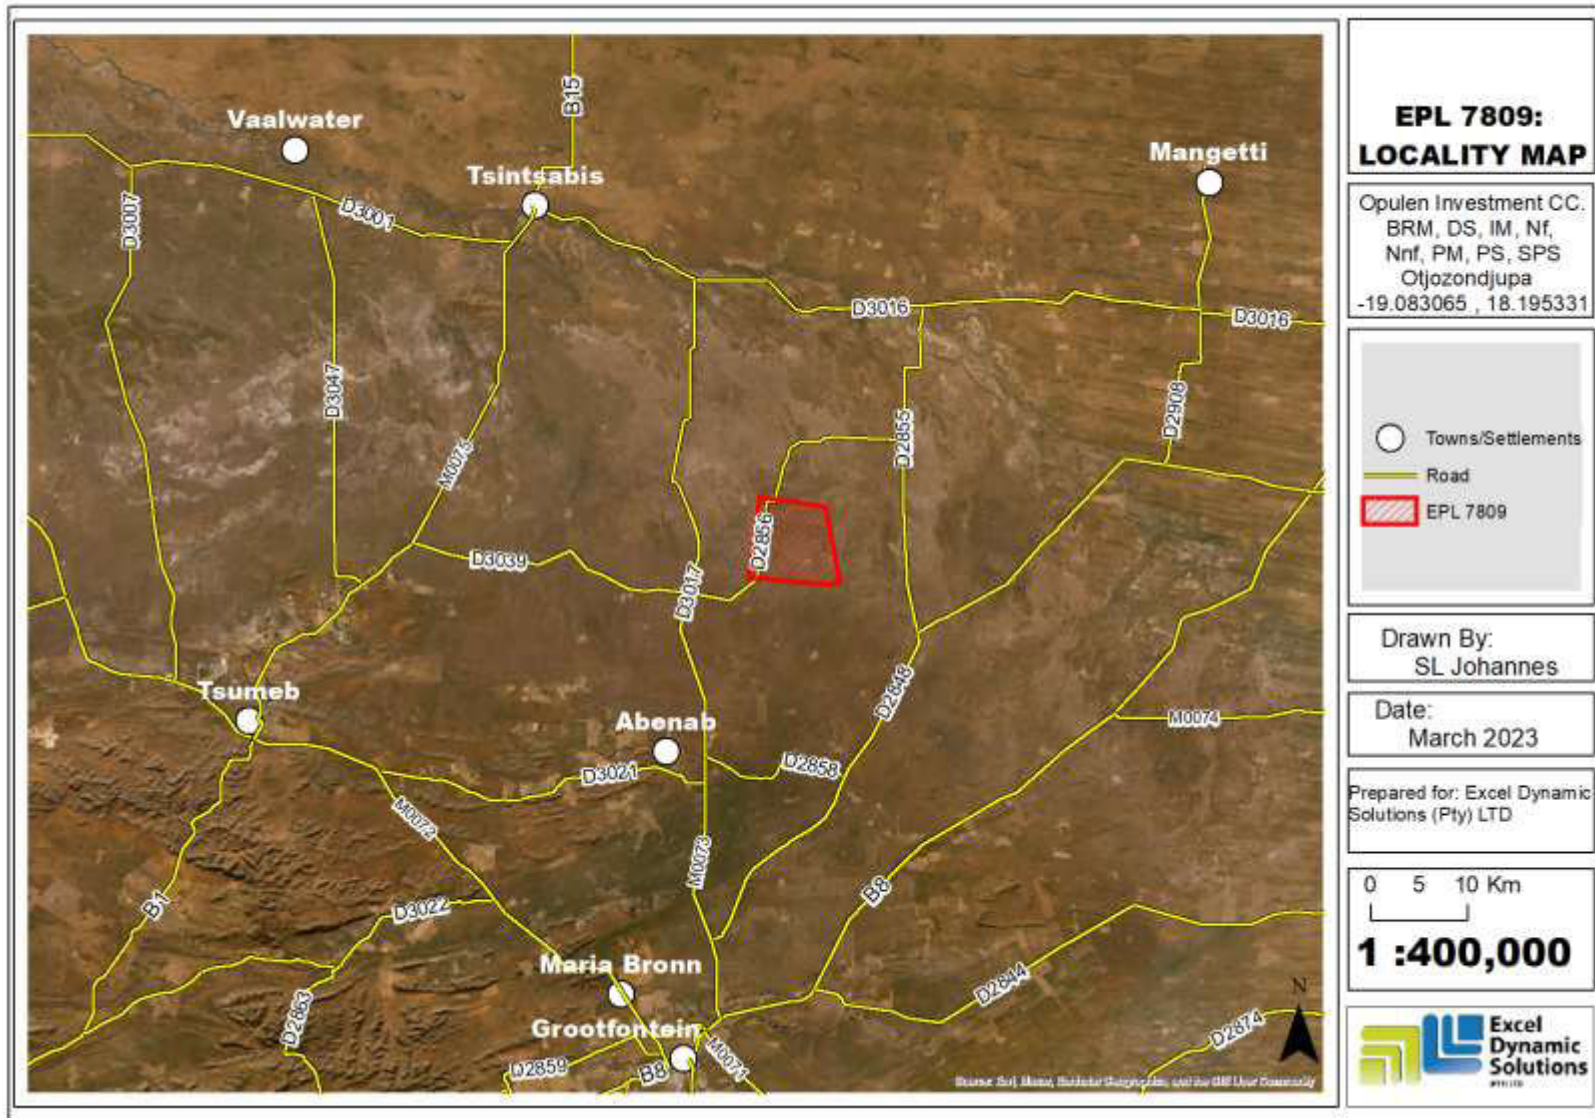 B15
Vaalwater
Mangetti
Tsintsabis
D3007
D3001
D3016
D3016
D3047
D2908
M0075
D2855
D2856
D3039
D3017
Tsumeb
D2848
Abenab
M0074
D3021
D2858
M0072
M0073
B1
B8
D3022
Maria Bronn
D2863
D2844
Grootfontein
D2874
D2859
B8
M0071
EPL 7809:
LOCALITY MAP
Opulen Investment CC.
BRM, DS, IM, Nf,
Nnf, PM, PS, SPS
Otjozondjupa
-19.083065 , 18.195331
Towns/Settlements
Road
EPL 7809
Drawn By:
SL Johannes
Date:
March 2023
Prepared for: Excel Dynamic
Solutions (Pty) LTD
0 5 10 Km
1 :400,000
N
Excel
Dynamic
Solutions